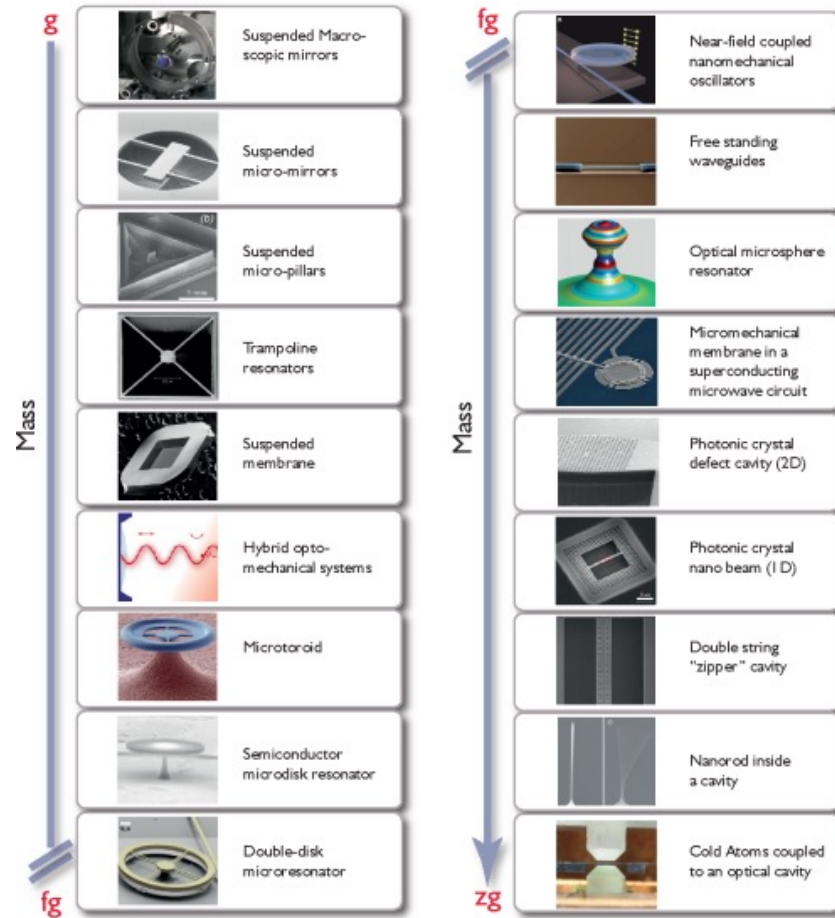 g
Mass
fg
Suspended Macro-
scopic mirrors
Suspended
micro-mirrors
Suspended
micro-pillars
Trampoline
resonators
Suspended
membrane
Hybrid opto-
mechanical systems
Microtoroid
Semiconductor
microdisk resonator
Double-disk
microresonator
fg
Mass
zg
Near-field coupled
nanomechanical
oscillators
Free standing
waveguides
Optical microsphere
resonator
Micromechanical
membrane in a
superconducting
microwave circuit
Photonic crystal
defect cavity (2D)
Photonic crystal
nano beam (1D)
Double string
"zipper" cavity
Nanorod inside
a cavity
Cold Atoms coupled
to an optical cavity